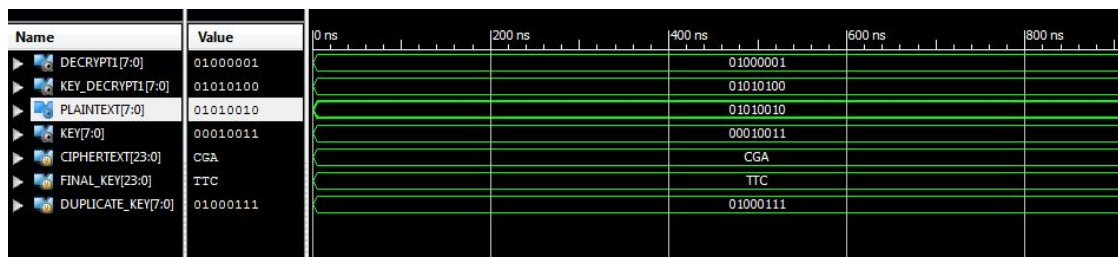 Name Value 0 ns 200 ns 400 ns 600 ns 800 ns
DECRYPT1[7:0] 01000001 01000001
KEY_DECRYPT1[7:0] 01010100 01010100
PLAINTEXT[7:0] 01010010 01010010
KEY[7:0] 00010011 00010011
CIPHERTEXT[23:0] CGA CGA
FINAL_KEY[23:0] TTC TTC
DUPLICATE_KEY[7:0] 01000111 01000111